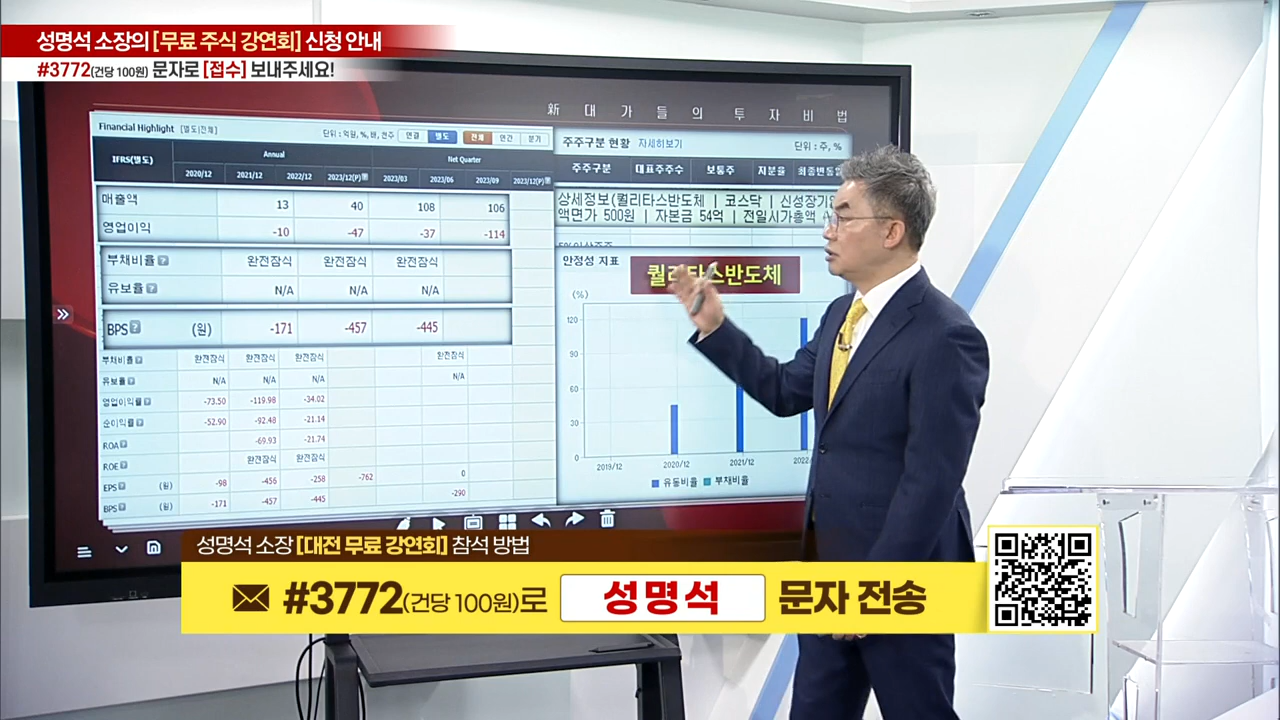 성명석 소장의 [무료 주식 강연회] 신청 안내
#3772(건당 100원) 문자로 [접수] 보내주세요!
新 대가들의 투자비법
Financial Highlight [별도|전체]
단위 : 억원, %, 배, 천주 연결 별도 전체 연간 분기
IFRS(별도) Annual Net Quarter
2020/12 2021/12 2022/12 2023/12(P) 2023/03 2023/06 2023/09 2023/12(P)
매출액 13 40 108 106
영업이익 -10 -47 -37 -114
부채비율 완전잠식 완전잠식 완전잠식
유보율 N/A N/A N/A
BPS (원) -171 -457 -445
부채비율 완전잠식 완전잠식 완전잠식 완전잠식
유보율 N/A N/A N/A N/A
영업이익률 -73.50 -119.98 -34.02
순이익률 -52.90 -92.48 -21.14
ROA -69.93 -21.74
ROE 완전잠식 완전잠식
EPS (원) -98 -456 -258 -762 0
BPS (원) -171 -457 -445 -290
주주구분 현황 자세히보기
단위 : 주, %
주주구분 대표주주수 보통주 지분율 최종변동일
상세정보(퀄리타스반도체 | 코스닥 | 신성장기업
액면가 500원 | 자본금 54억 | 전일시가총액
안정성 지표
퀄리타스반도체
(%)
120
90
60
30
0
2019/12 2020/12 2021/12 2022/
유동비율 부채비율
성명석 소장 [대전 무료 강연회] 참석 방법
#3772(건당 100원)로 성명석 문자 전송